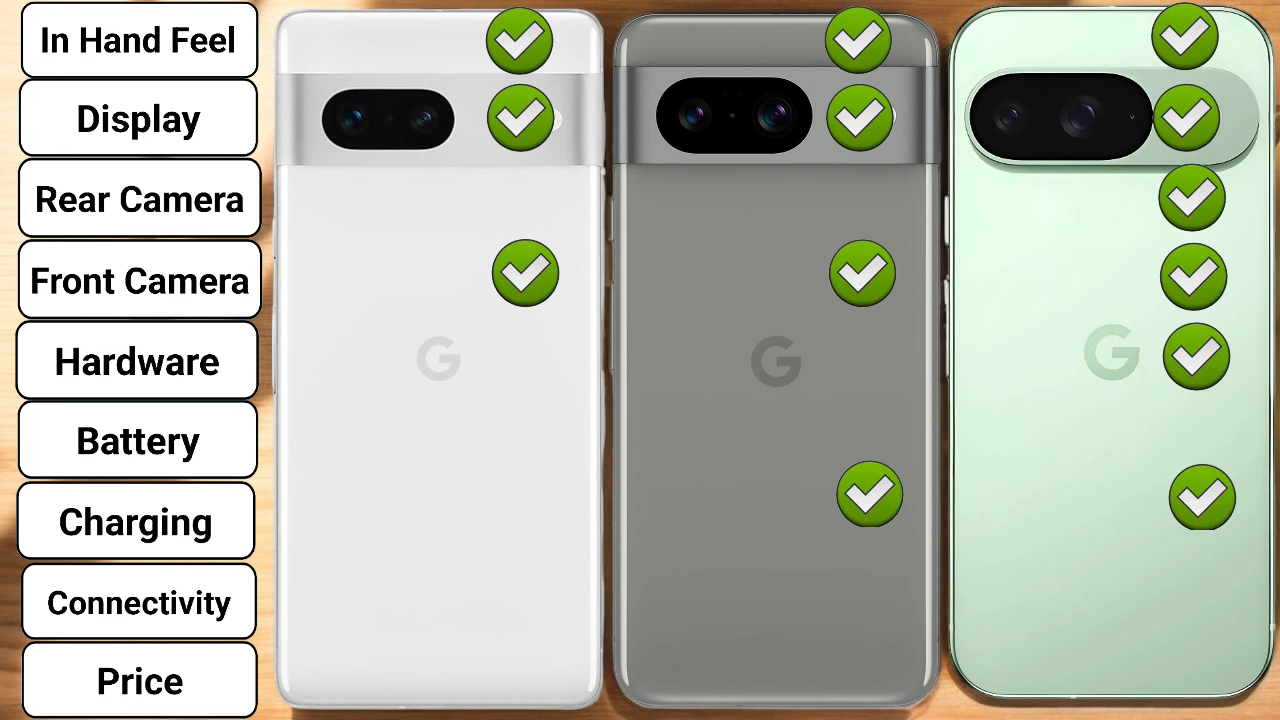 In Hand Feel
Display
Rear Camera
Front Camera
Hardware
Battery
Charging
Connectivity
Price
G
G
G